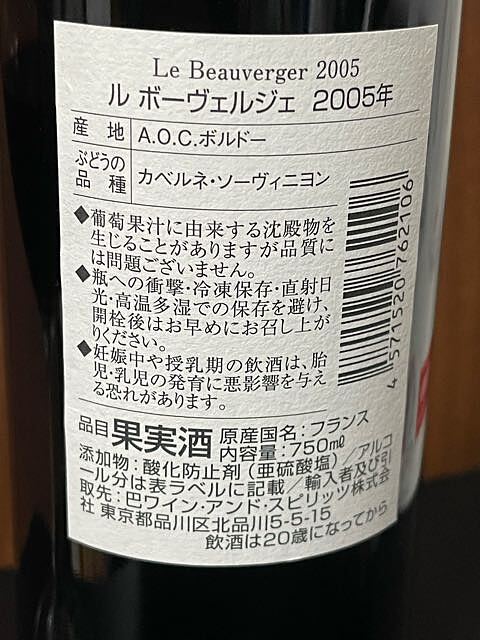 Le Beauverger 2005
ル ボーヴェルジェ 2005年
産地 A.O.C.ボルドー
ぶどうの
品種 カベルネ・ソーヴィニヨン
◆葡萄果汁に由来する沈殿物を
生じることがありますが品質に
は問題ございません。
◆瓶への衝撃・冷凍保存・直射日
光・高温多湿での保存を避け、
開栓後はお早めにお召し上が
りください。
◆妊娠中や授乳期の飲酒は、胎
児・乳児の発育に悪影響を与え
る恐れがあります。
4 571520 762106
品目 果実酒 原産国名：フランス
内容量：750ml
添加物：酸化防止剤（亜硫酸塩）／アルコ
ール分は表ラベルに記載／輸入者及び引
取先：巴ワイン・アンド・スピリッツ株式会
社 東京都品川区北品川5-5-15
飲酒は20歳になってから